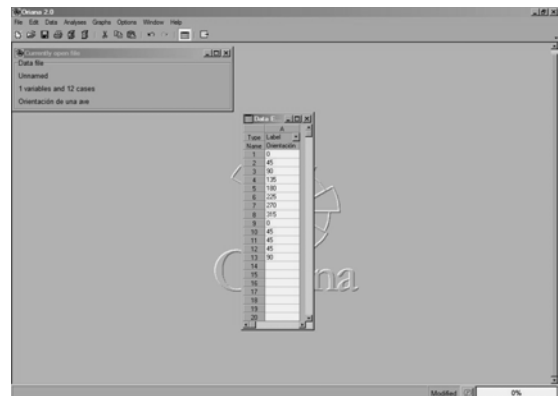 Oriana 2.0
File Edit Data Analyses Graphs Options Window Help
Currently open file
Data file
Unnamed
1 variables and 12 cases
Orientación de una ave
Data E...
A
Type Label
Name Orientación
1 0
2 45
3 90
4 135
5 180
6 225
7 270
8 315
9 0
10 45
11 45
12 45
13 90
14
15
16
17
18
19
20
Modified 0%